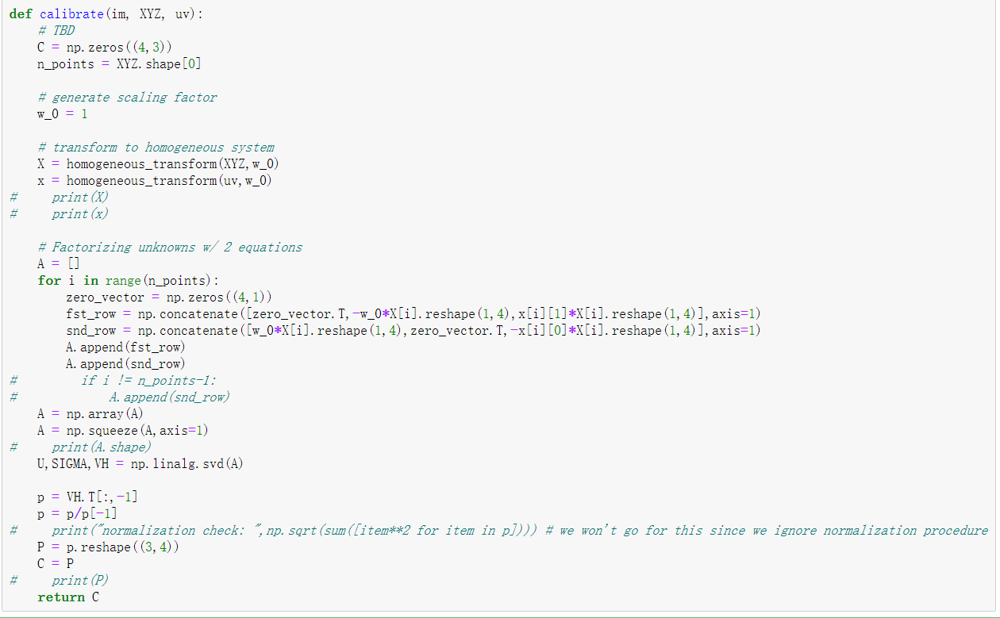 def calibrate(im, XYZ, uv):
    # TBD
    C = np.zeros((4,3))
    n_points = XYZ.shape[0]

    # generate scaling factor
    w_0 = 1

    # transform to homogeneous system
    X = homogeneous_transform(XYZ,w_0)
    x = homogeneous_transform(uv,w_0)
#     print(X)
#     print(x)

    # Factorizing unknowns w/ 2 equations
    A = []
    for i in range(n_points):
        zero_vector = np.zeros((4,1))
        fst_row = np.concatenate([zero_vector.T,-w_0*X[i].reshape(1,4),x[i][1]*X[i].reshape(1,4)],axis=1)
        snd_row = np.concatenate([w_0*X[i].reshape(1,4),zero_vector.T,-x[i][0]*X[i].reshape(1,4)],axis=1)
        A.append(fst_row)
        A.append(snd_row)
#         if i != n_points-1:
#             A.append(snd_row)
    A = np.array(A)
    A = np.squeeze(A,axis=1)
#     print(A.shape)
    U,SIGMA,VH = np.linalg.svd(A)

    p = VH.T[:,-1]
    p = p/p[-1]
#     print("normalization check: ",np.sqrt(sum([item**2 for item in p]))) # we won't go for this since we ignore normalization procedure
    P = p.reshape((3,4))
    C = P
#     print(P)
    return C